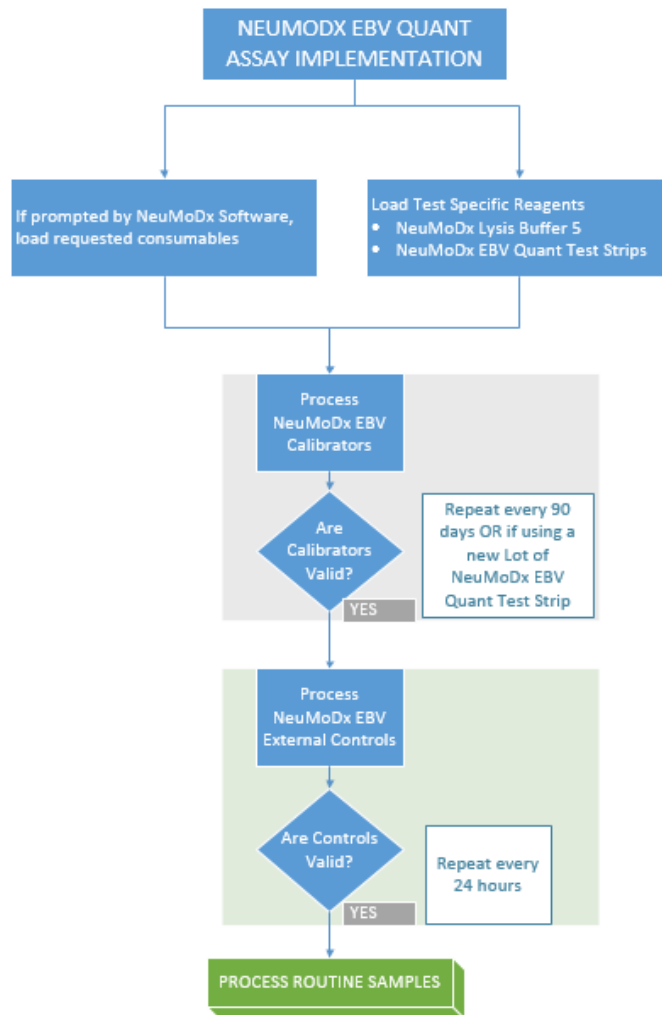 NEUMODX EBV QUANT
ASSAY IMPLEMENTATION
If prompted by NeuMoDx Software,
load requested consumables
Load Test Specific Reagents
• NeuMoDx Lysis Buffer 5
• NeuMoDx EBV Quant Test Strips
Process
NeuMoDx EBV
Calibrators
Are
Calibrators
Valid?
Repeat every 90
days OR if using a
new Lot of
NeuMoDx EBV
Quant Test Strip
YES
Process
NeuMoDx EBV
External Controls
Are Controls
Valid?
Repeat every
24 hours
YES
PROCESS ROUTINE SAMPLES